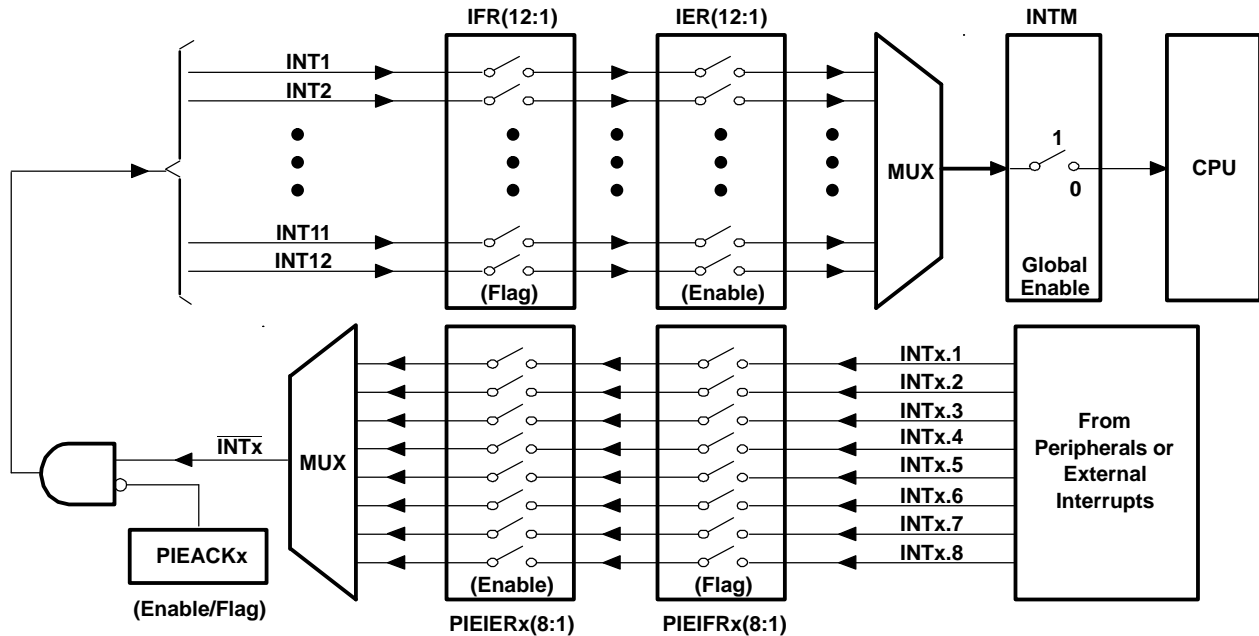 IFR(12:1)
IER(12:1)
INTM
INT1
INT2
1
MUX
CPU
0
INT11
INT12
Global
Enable
(Flag)
(Enable)
INTx.1
INTx.2
INTx.3
INTx.4
INTx.5
INTx.6
INTx.7
INTx.8
From
Peripherals or
External
Interrupts
INTx
MUX
PIEACKx
(Enable/Flag)
(Enable)
(Flag)
PIEIERx(8:1)
PIEIFRx(8:1)